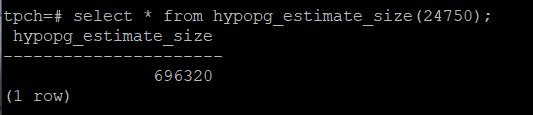 tpch=# select * from hypopg_estimate_size(24750);
 hypopg_estimate_size
----------------------
               696320
(1 row)